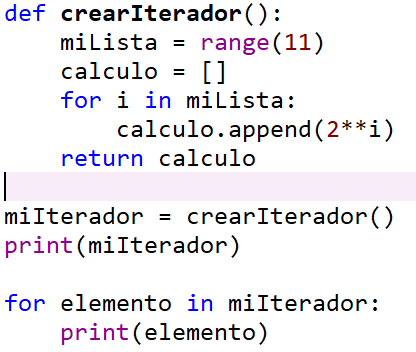 def crearIterador():
    miLista = range(11)
    calculo = []
    for i in miLista:
        calculo.append(2**i)
    return calculo

miIterador = crearIterador()
print(miIterador)

for elemento in miIterador:
    print(elemento)